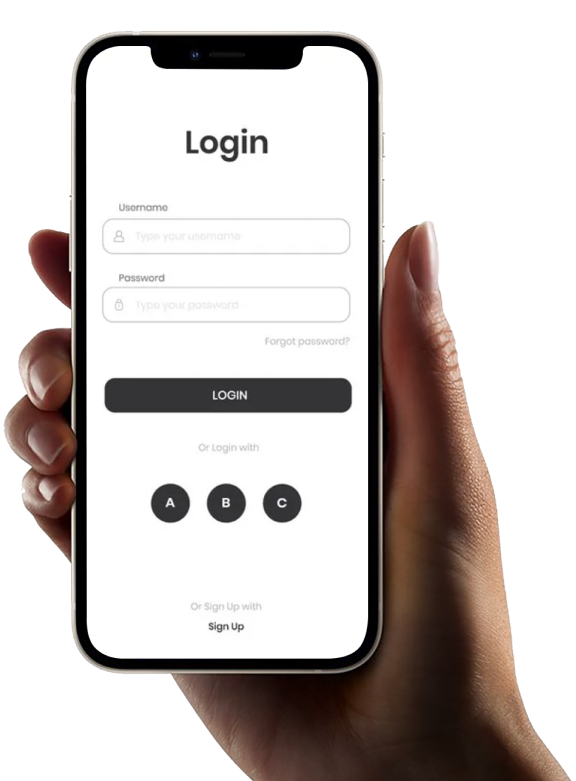 Login
Username
Type your username
Password
Type your password
Forgot password?
LOGIN
Or Login with
A B C
Or Sign Up with
Sign Up